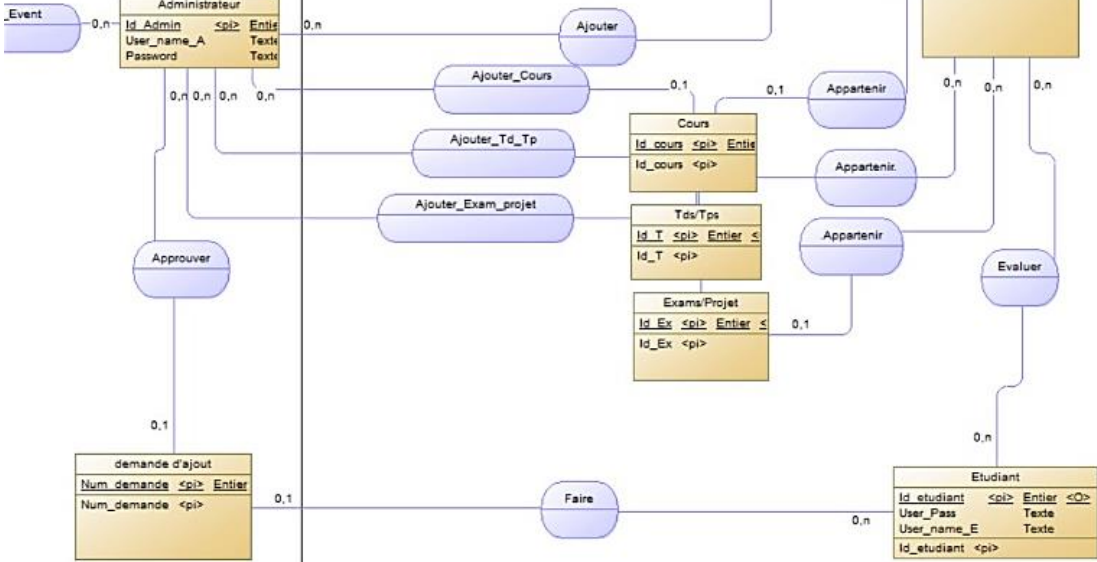 Administrateur
_Event
0,n
Id_Admin <pi> Entie
User_name_A Texte
Password Texte
0,n
Ajouter
0,n 0,n 0,n 0,n
Ajouter_Cours
0,1
0,1
Appartenir
0,n
0,n
0,n
Cours
Id_cours <pi> Entie
Id_cours <pi>
Ajouter_Td_Tp
Appartenir.
Ajouter_Exam_projet
Tds/Tps
Id_T <pi> Entier <
Id_T <pi>
Appartenir
Approuver
Evaluer
Exams/Projet
Id_Ex <pi> Entier <
Id_Ex <pi>
0,1
0,1
0,n
demande d'ajout
Num_demande <pi> Entier
Num_demande <pi>
0,1
Faire
0,n
Etudiant
Id_etudiant <pi> Entier <O>
User_Pass Texte
User_name_E Texte
Id_etudiant <pi>